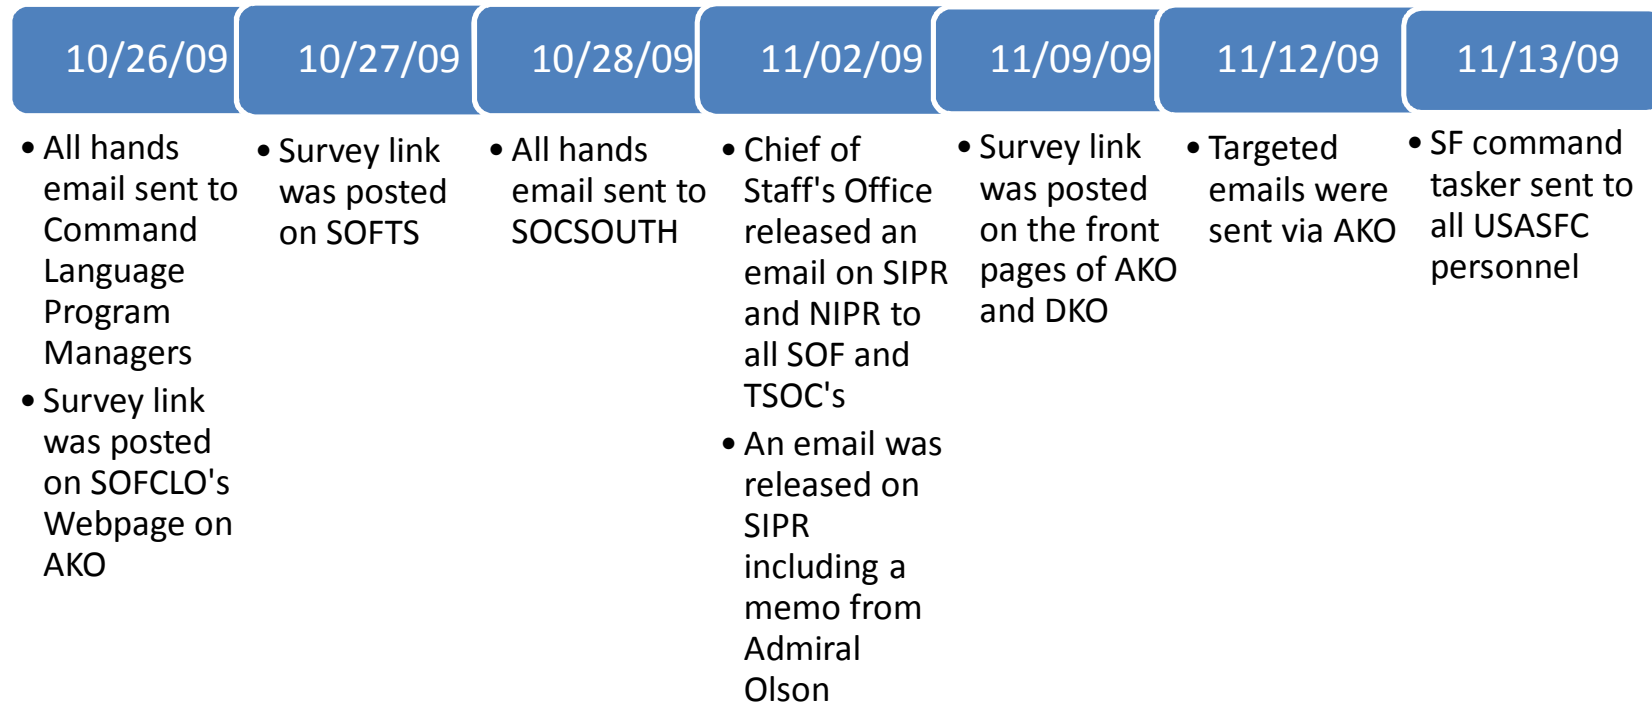 10/26/09
• All hands
email sent to
Command
Language
Program
Managers
• Survey link
was posted
on SOFCLO's
Webpage on
AKO
10/27/09
• Survey link
was posted
on SOFTS
10/28/09
• All hands
email sent to
SOCSOUTH
11/02/09
• Chief of
Staff's Office
released an
email on SIPR
and NIPR to
all SOF and
TSOC's
• An email was
released on
SIPR
including a
memo from
Admiral
Olson
11/09/09
• Survey link
was posted
on the front
pages of AKO
and DKO
11/12/09
• Targeted
emails were
sent via AKO
11/13/09
• SF command
tasker sent to
all USASFC
personnel